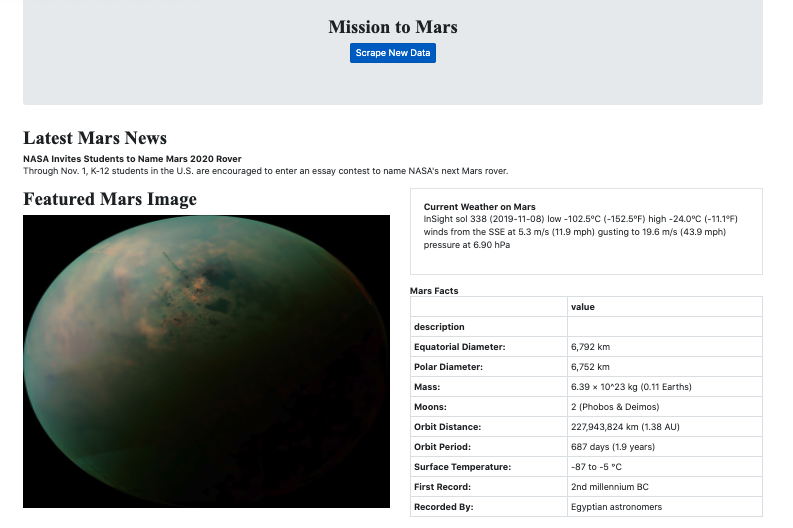 Mission to Mars
Scrape New Data
Latest Mars News
NASA Invites Students to Name Mars 2020 Rover
Through Nov. 1, K-12 students in the U.S. are encouraged to enter an essay contest to name NASA's next Mars rover.
Featured Mars Image
Current Weather on Mars
InSight sol 338 (2019-11-08) low -102.5ºC (-152.5ºF) high -24.0ºC (-11.1ºF)
winds from the SSE at 5.3 m/s (11.9 mph) gusting to 19.6 m/s (43.9 mph)
pressure at 6.90 hPa
Mars Facts
value
description
Equatorial Diameter: 6,792 km
Polar Diameter: 6,752 km
Mass: 6.39 × 10^23 kg (0.11 Earths)
Moons: 2 (Phobos & Deimos)
Orbit Distance: 227,943,824 km (1.38 AU)
Orbit Period: 687 days (1.9 years)
Surface Temperature: -87 to -5 °C
First Record: 2nd millennium BC
Recorded By: Egyptian astronomers